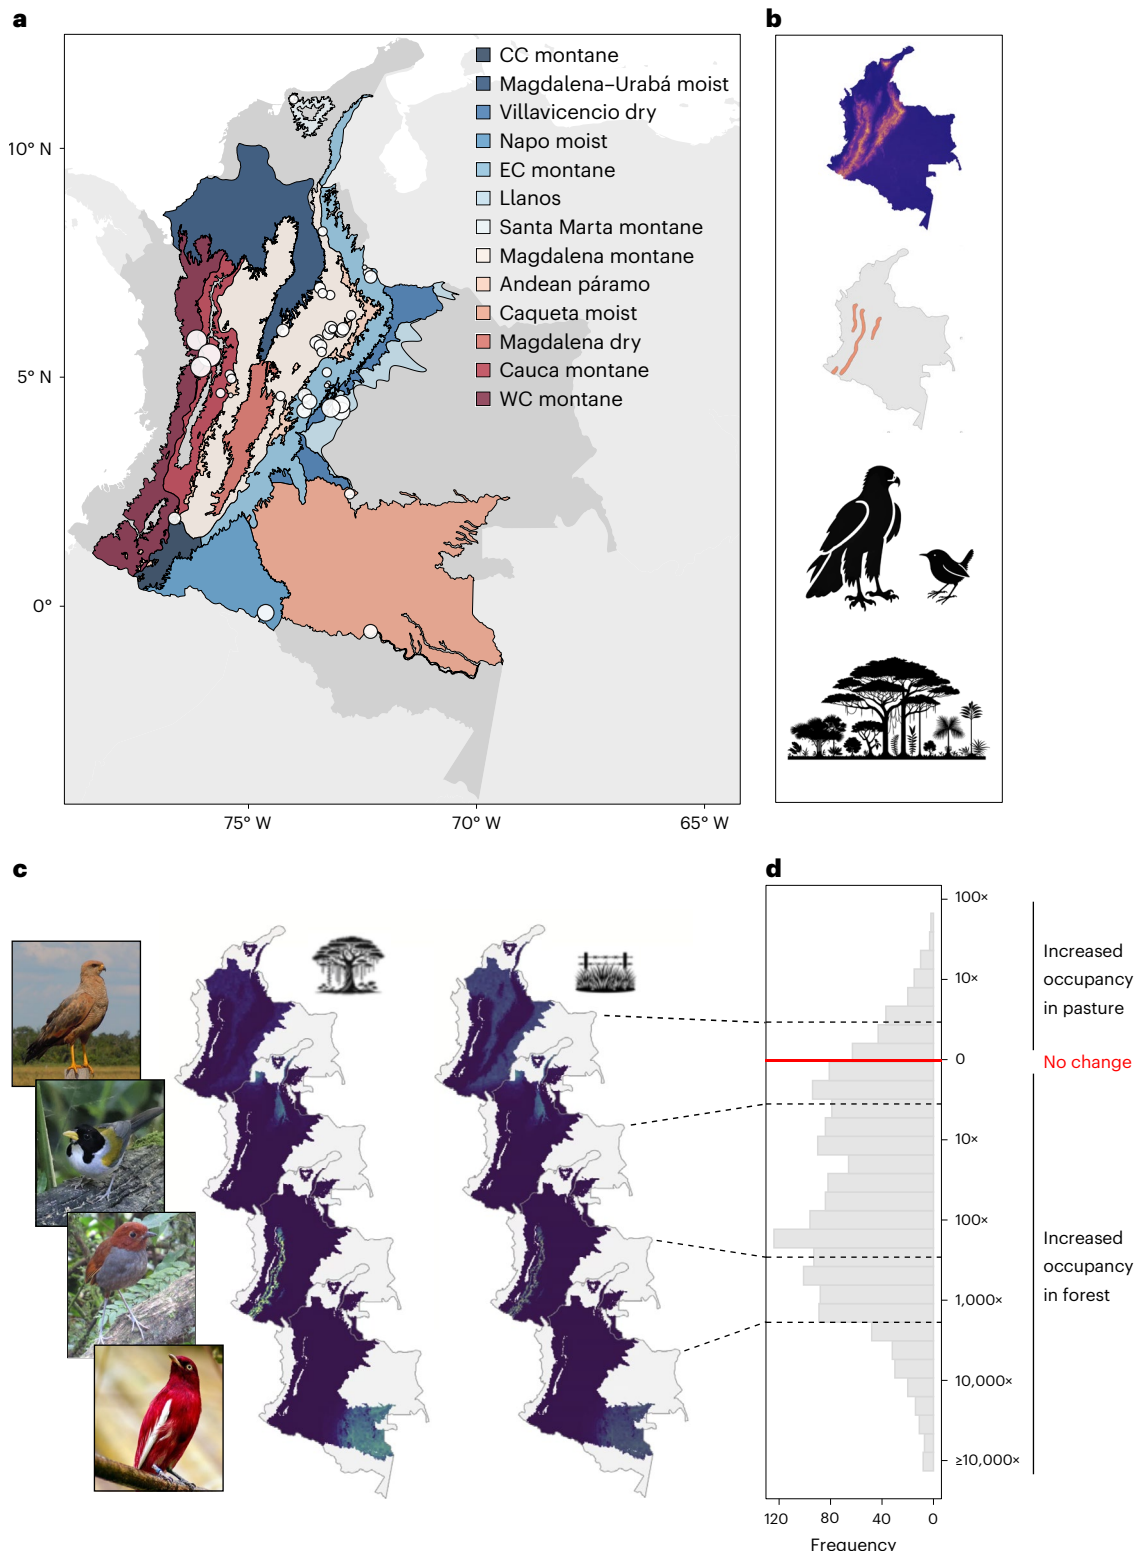 a
CC montane
Magdalena–Urabá moist
Villavicencio dry
Napo moist
EC montane
Llanos
Santa Marta montane
Magdalena montane
Andean páramo
Caqueta moist
Magdalena dry
Cauca montane
WC montane
10° N
5° N
0°
75° W
70° W
65° W
b
c
d
100×
10×
0
10×
100×
1,000×
10,000×
≥10,000×
120
80
40
0
Frequency
Increased
occupancy
in pasture
No change
Increased
occupancy
in forest